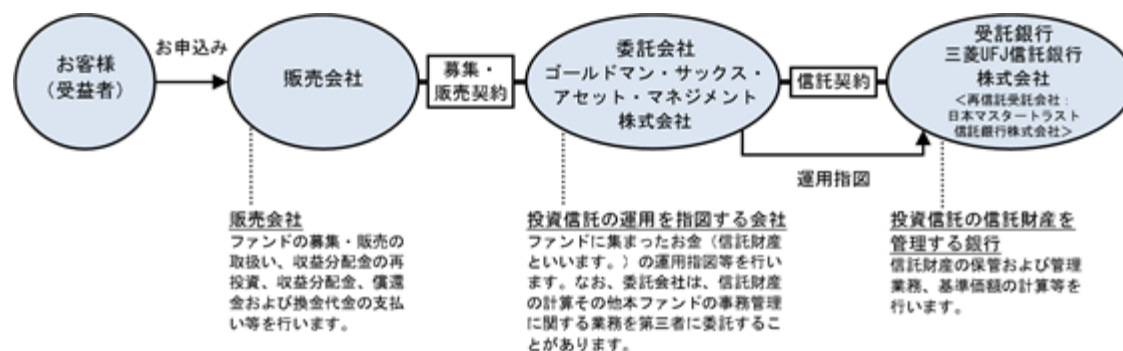 お客様
（受益者）
お申込み
販売会社
募集・
販売契約
委託会社
ゴールドマン・サックス・
アセット・マネジメント
株式会社
信託契約
受託銀行
三菱UFJ信託銀行
株式会社
＜再信託受託会社：
日本マスタートラスト
信託銀行株式会社＞
運用指図
販売会社
ファンドの募集・販売の
取扱い、収益分配金の再
投資、収益分配金、償還
金および換金代金の支払
い等を行います。
投資信託の運用を指図する会社
ファンドに集まったお金（信託財産
といいます。）の運用指図等を行い
ます。なお、委託会社は、信託財産
の計算その他本ファンドの事務管理
に関する業務を第三者に委託するこ
とがあります。
投資信託の信託財産を
管理する銀行
信託財産の保管および管理
業務、基準価額の計算等を
行います。